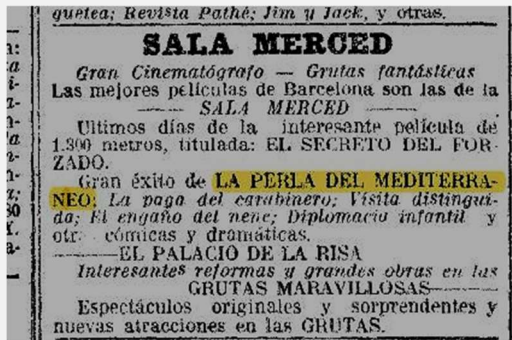 quetea; Revista Pathé; Jim y Jack, y otras.
SALA MERCED
Gran Cinematógrafo — Grutas fantásticas
Las mejores películas de Barcelona son las de la
—— SALA MERCED ——
Ultimos días de la interesante película de
1.300 metros, titulada: EL SECRETO DEL FOR-
ZADO.
Gran éxito de LA PERLA DEL MEDITERRA-
NEO; La paga del carabinero; Visita distingui-
da; El engaño del nene; Diplomacia infantil y
otr cómicas y dramáticas.
——EL PALACIO DE LA RISA
Interesantes reformas y grandes obras en las
GRUTAS MARAVILLOSAS——
Espectáculos originales y sorprendentes y
nuevas atracciones en las GRUTAS.